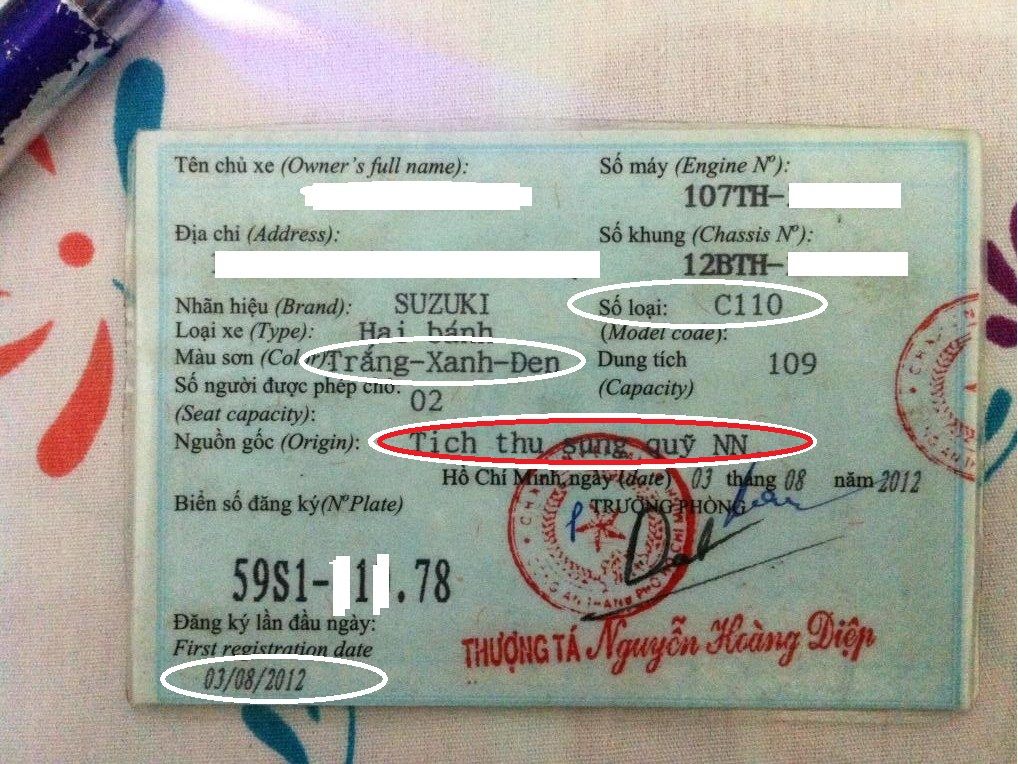 Tên chủ xe (Owner's full name):
Số máy (Engine Nº):
107TH-
Địa chỉ (Address):
Số khung (Chassis Nº):
12BTH-
Nhãn hiệu (Brand): SUZUKI
Số loại: C110
(Model code):
Loại xe (Type): Hai bánh
Màu sơn (Color) Trắng-Xanh-Đen
Dung tích 109
(Capacity)
Số người được phép chở:
(Seat capacity): 02
Nguồn gốc (Origin): Tịch thu sung quỹ NN
Hồ Chí Minh, ngày (date) 03 tháng 08 năm 2012
Biển số đăng ký(NºPlate)
TRƯỞNG PHÒNG
59S1- 1 .78
Đăng ký lần đầu ngày:
First registration date
03/08/2012
THƯỢNG TÁ Nguyễn Hoàng Diệp